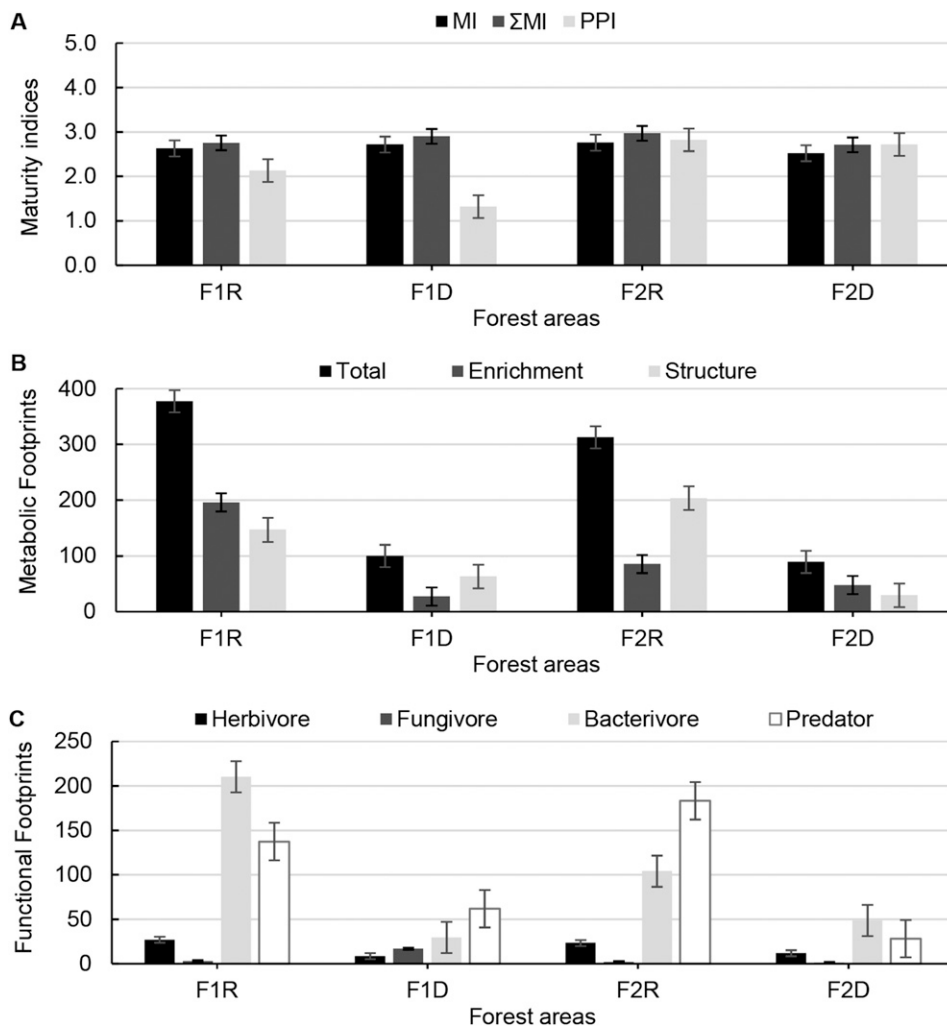 A
MI ΣMI PPI
Maturity indices
5.0
4.0
3.0
2.0
1.0
0.0
F1R F1D F2R F2D
Forest areas
B
Total Enrichment Structure
Metabolic Footprints
400
300
200
100
0
F1R F1D F2R F2D
Forest areas
C
Herbivore Fungivore Bacterivore Predator
Functional Footprints
250
200
150
100
50
0
F1R F1D F2R F2D
Forest areas